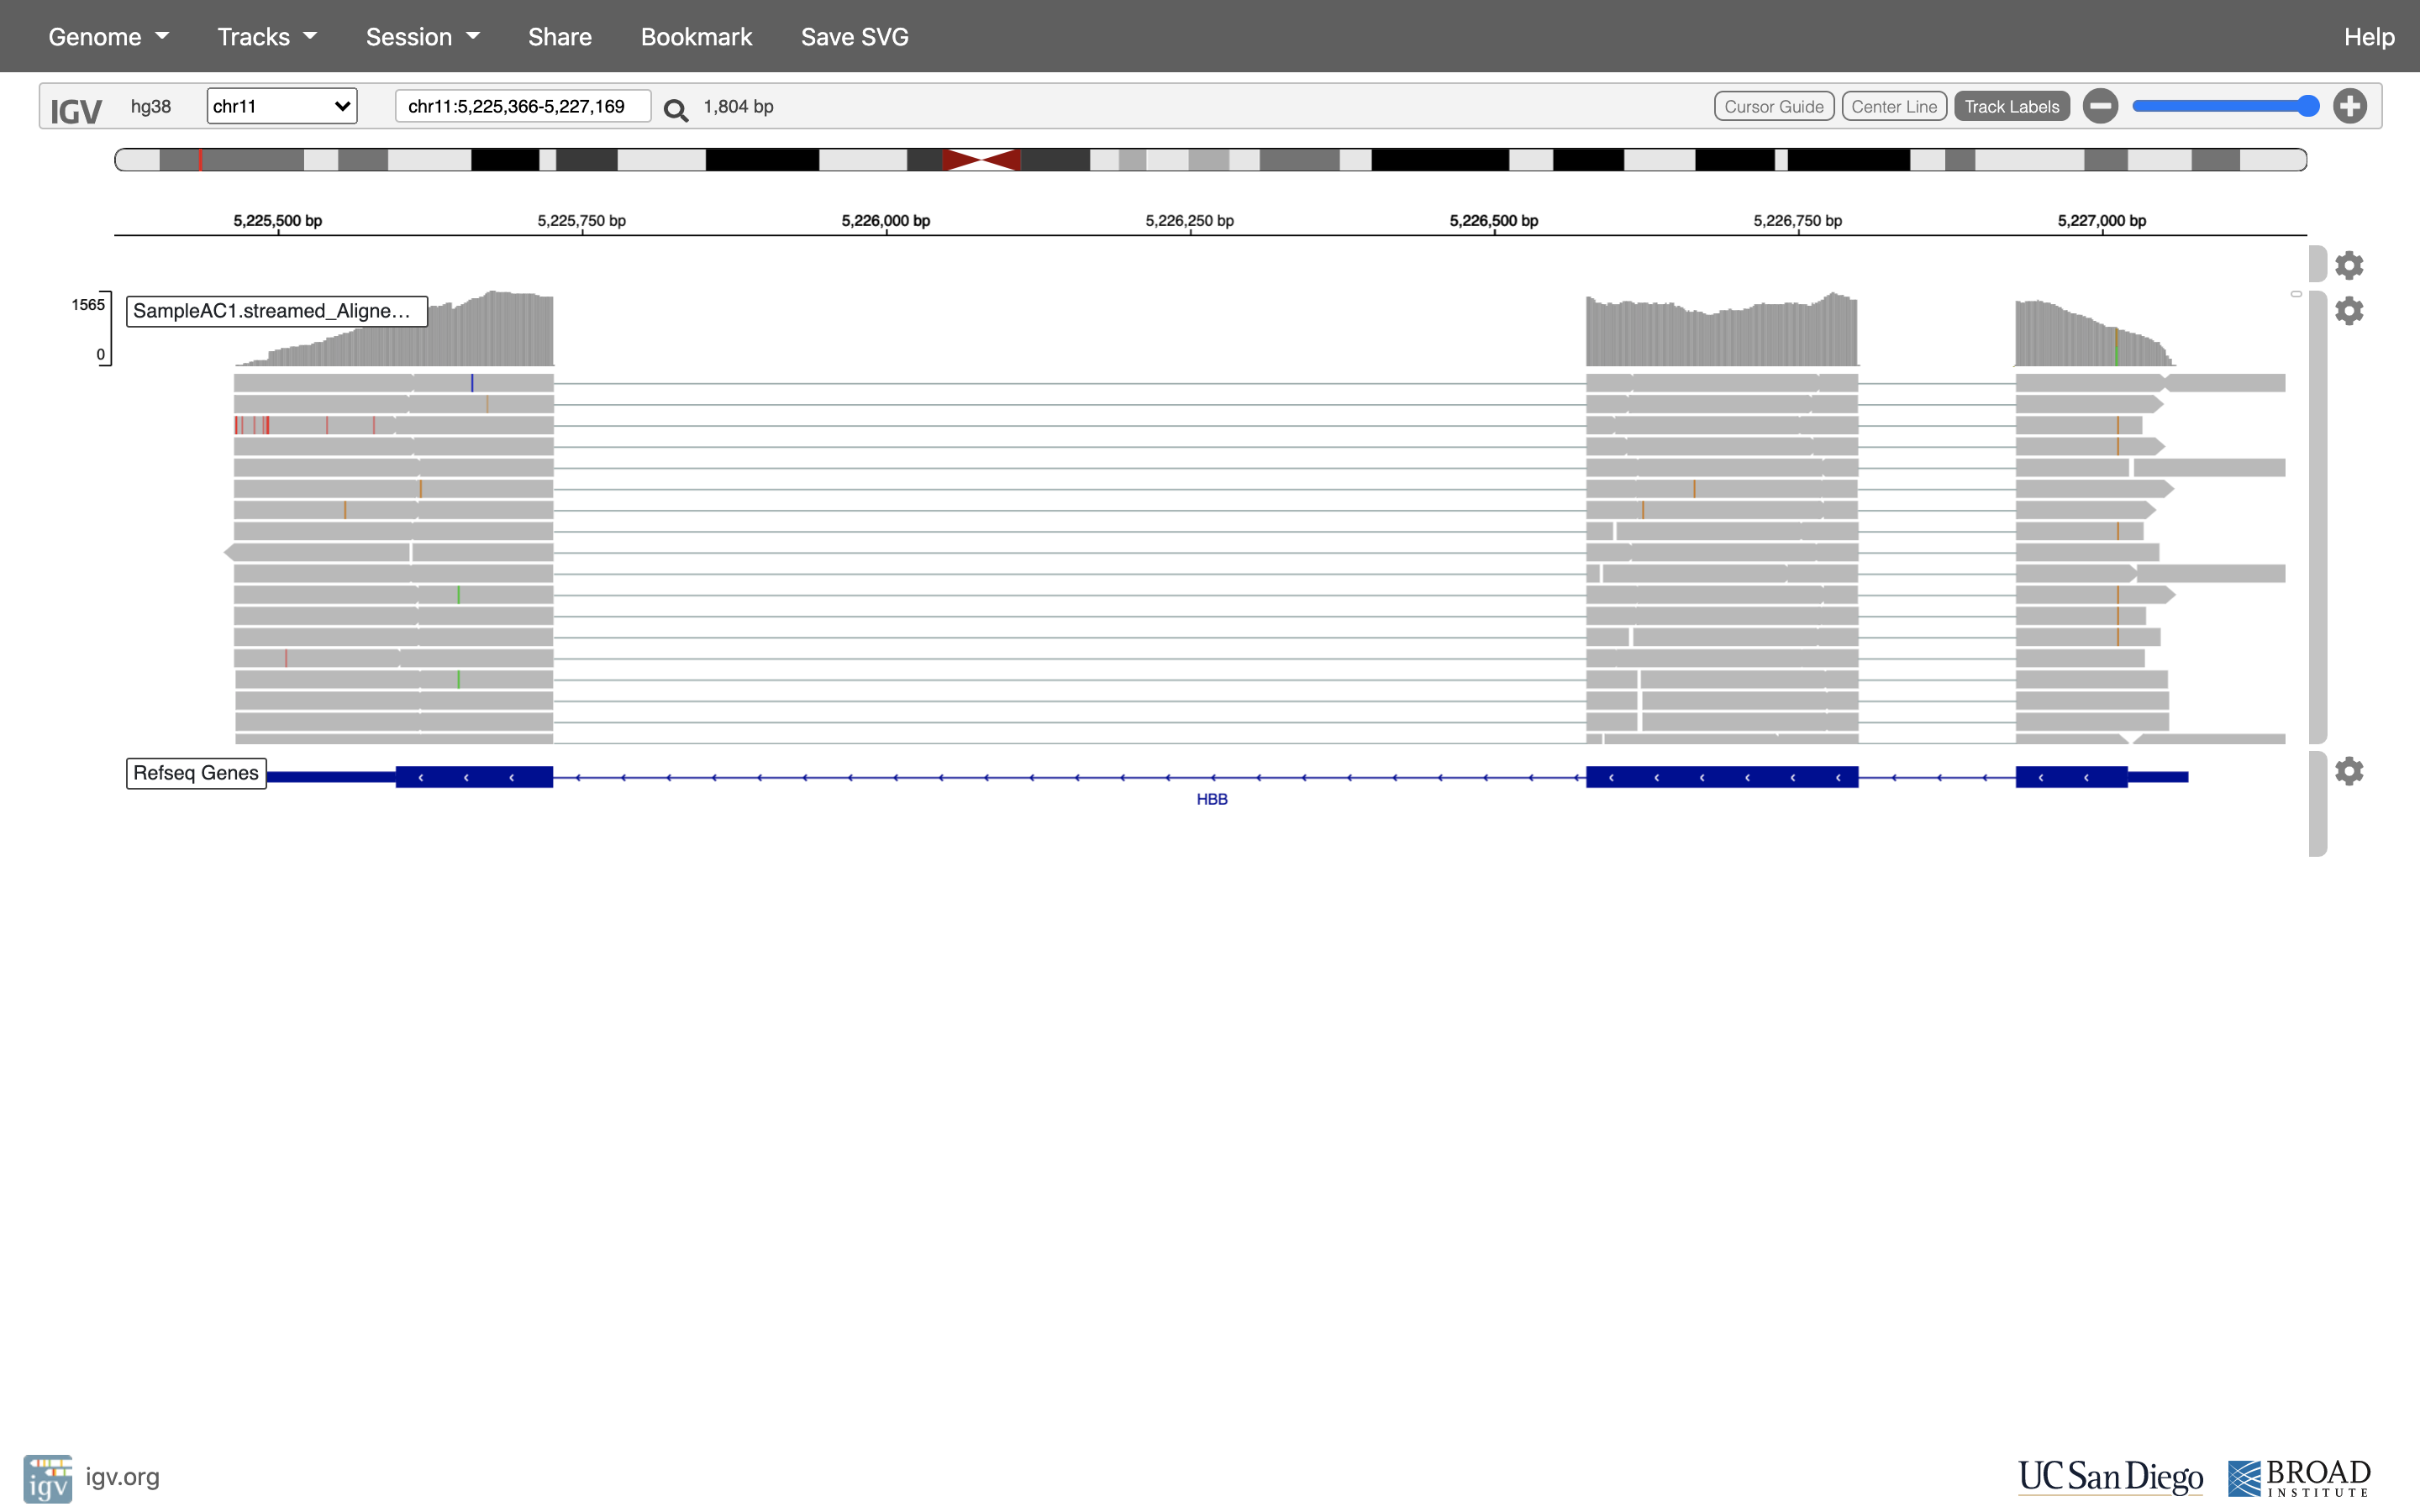 Genome Tracks Session Share Bookmark Save SVG Help
IGV hg38 chr11 chr11:5,225,366-5,227,169 1,804 bp Cursor Guide Center Line Track Labels
5,225,500 bp 5,225,750 bp 5,226,000 bp 5,226,250 bp 5,226,500 bp 5,226,750 bp 5,227,000 bp
1565
SampleAC1.streamed_Aligne...
0
Refseq Genes
HBB
igv igv.org UC San Diego BROAD
INSTITUTE